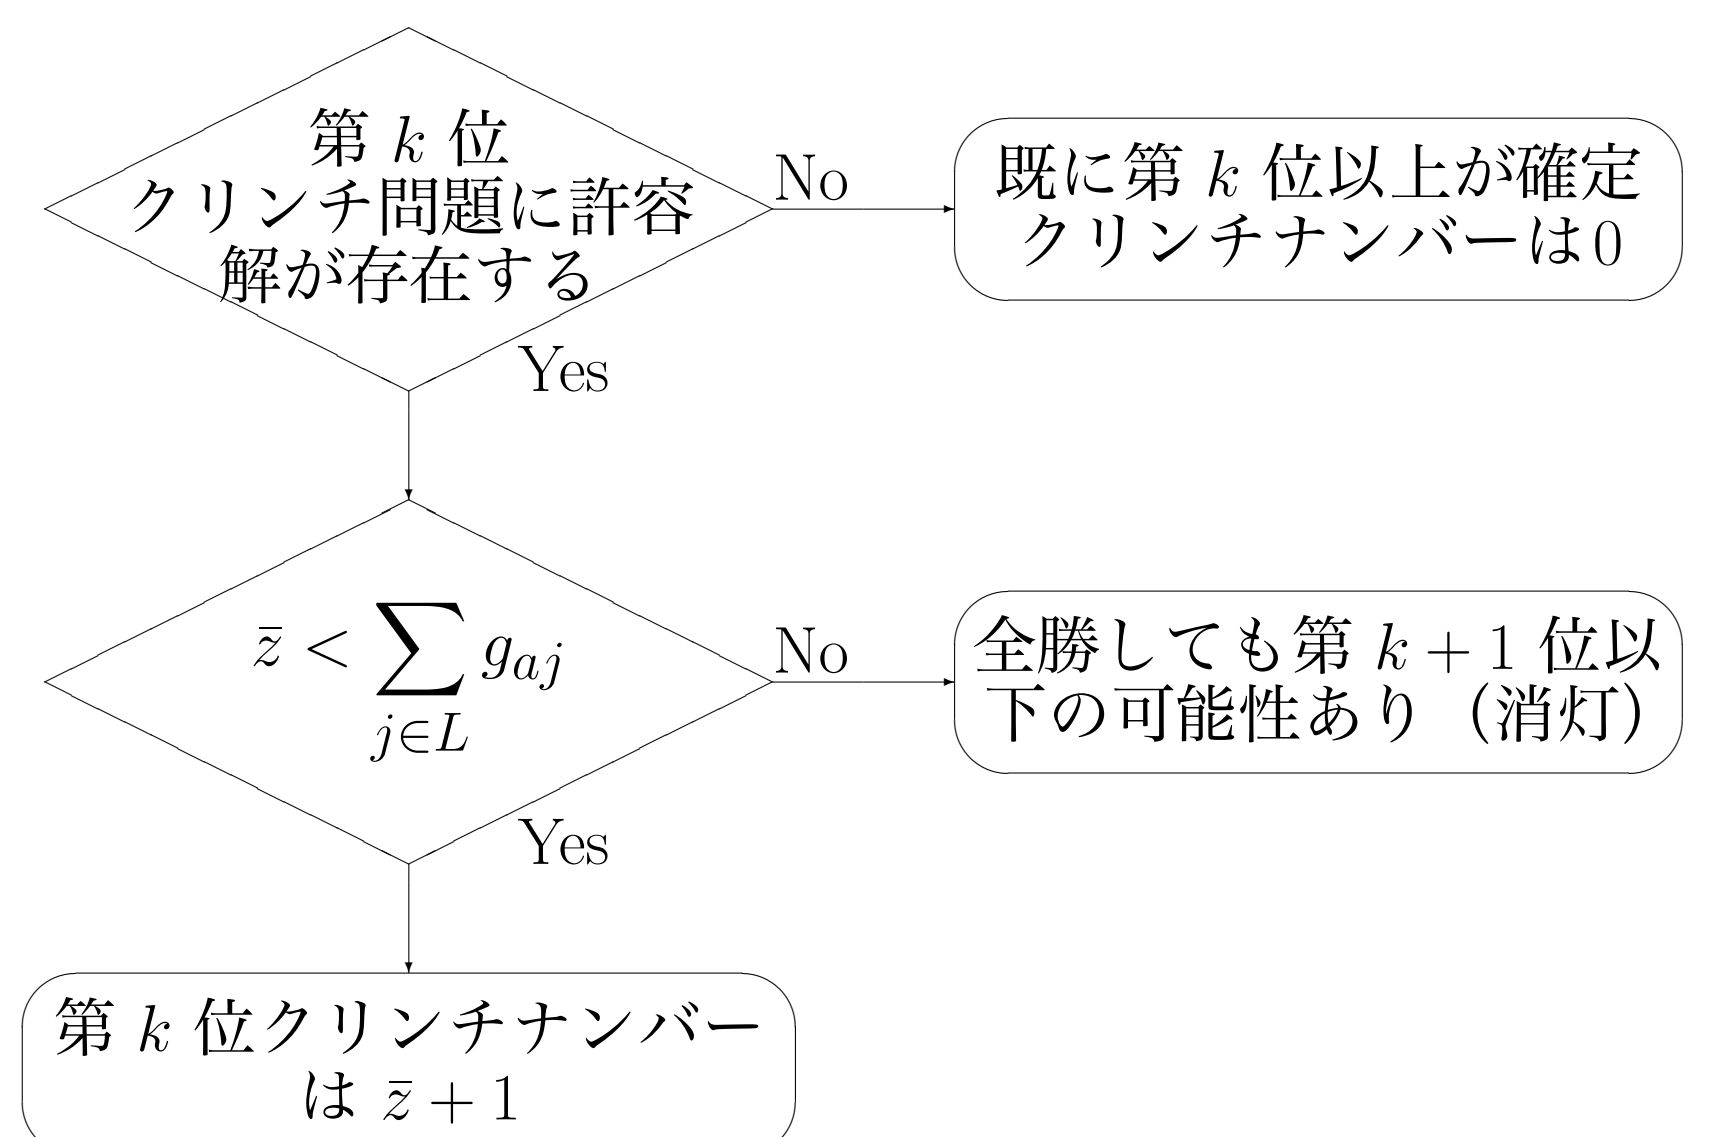 第 k 位
クリンチ問題に許容
解が存在する
No
既に第 k 位以上が確定
クリンチナンバーは0
Yes
z̄ < ∑ g_{aj}
j∈L
No
全勝しても第 k + 1 位以
下の可能性あり（消灯）
Yes
第 k 位クリンチナンバー
は z̄ + 1